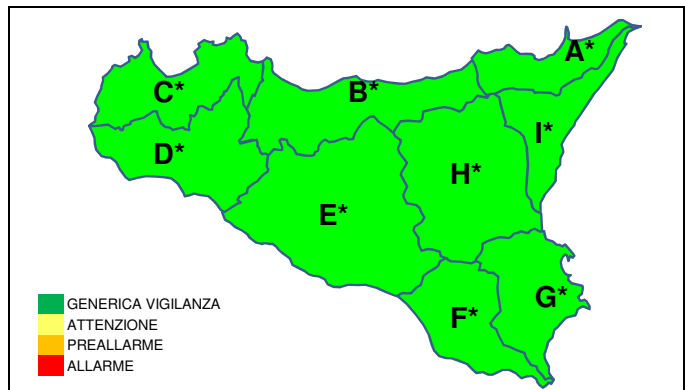 A*
C*
B*
I*
D*
H*
E*
G*
F*
GENERICA VIGILANZA
ATTENZIONE
PREALLARME
ALLARME